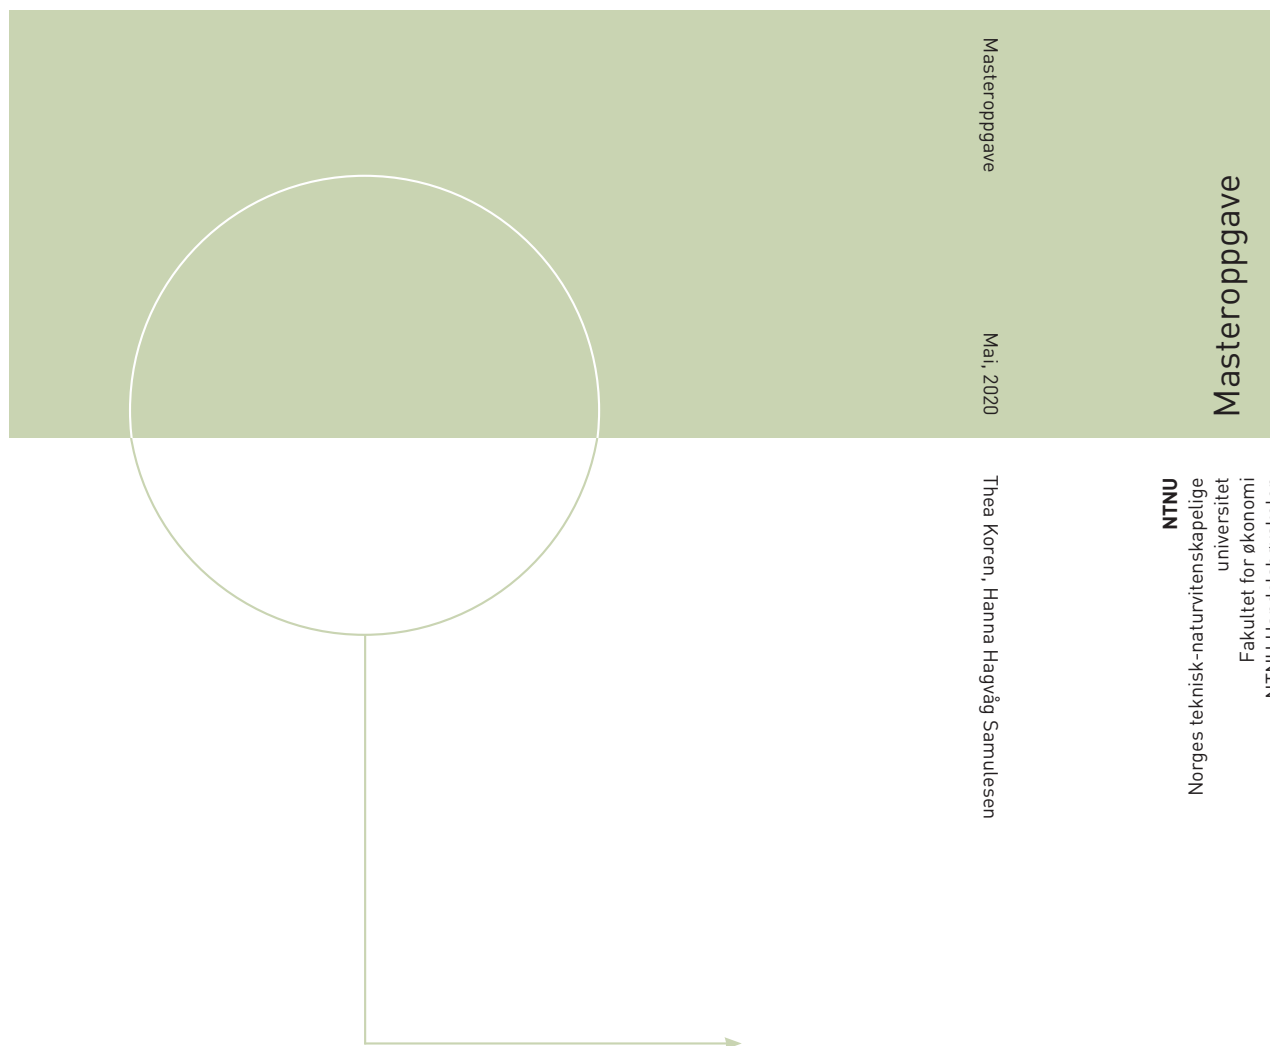 Masteroppgave
Mai, 2020
Thea Koren, Hanna Hagvåg Samulesen
Masteroppgave
NTNU
Norges teknisk-naturvitenskapelige
universitet
Fakultet for økonomi